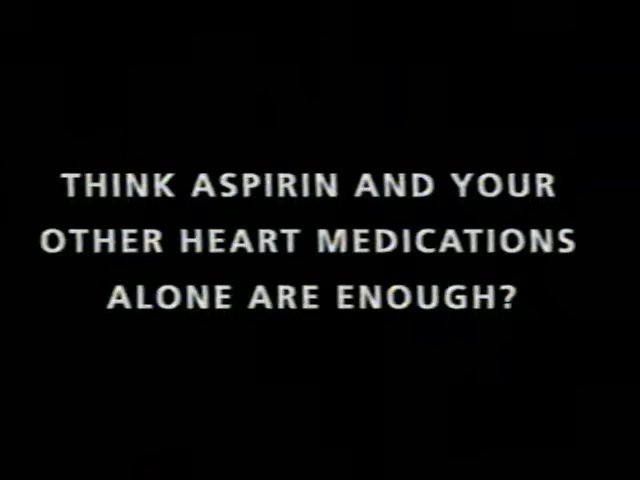 THINK ASPIRIN AND YOUR
OTHER HEART MEDICATIONS
ALONE ARE ENOUGH?